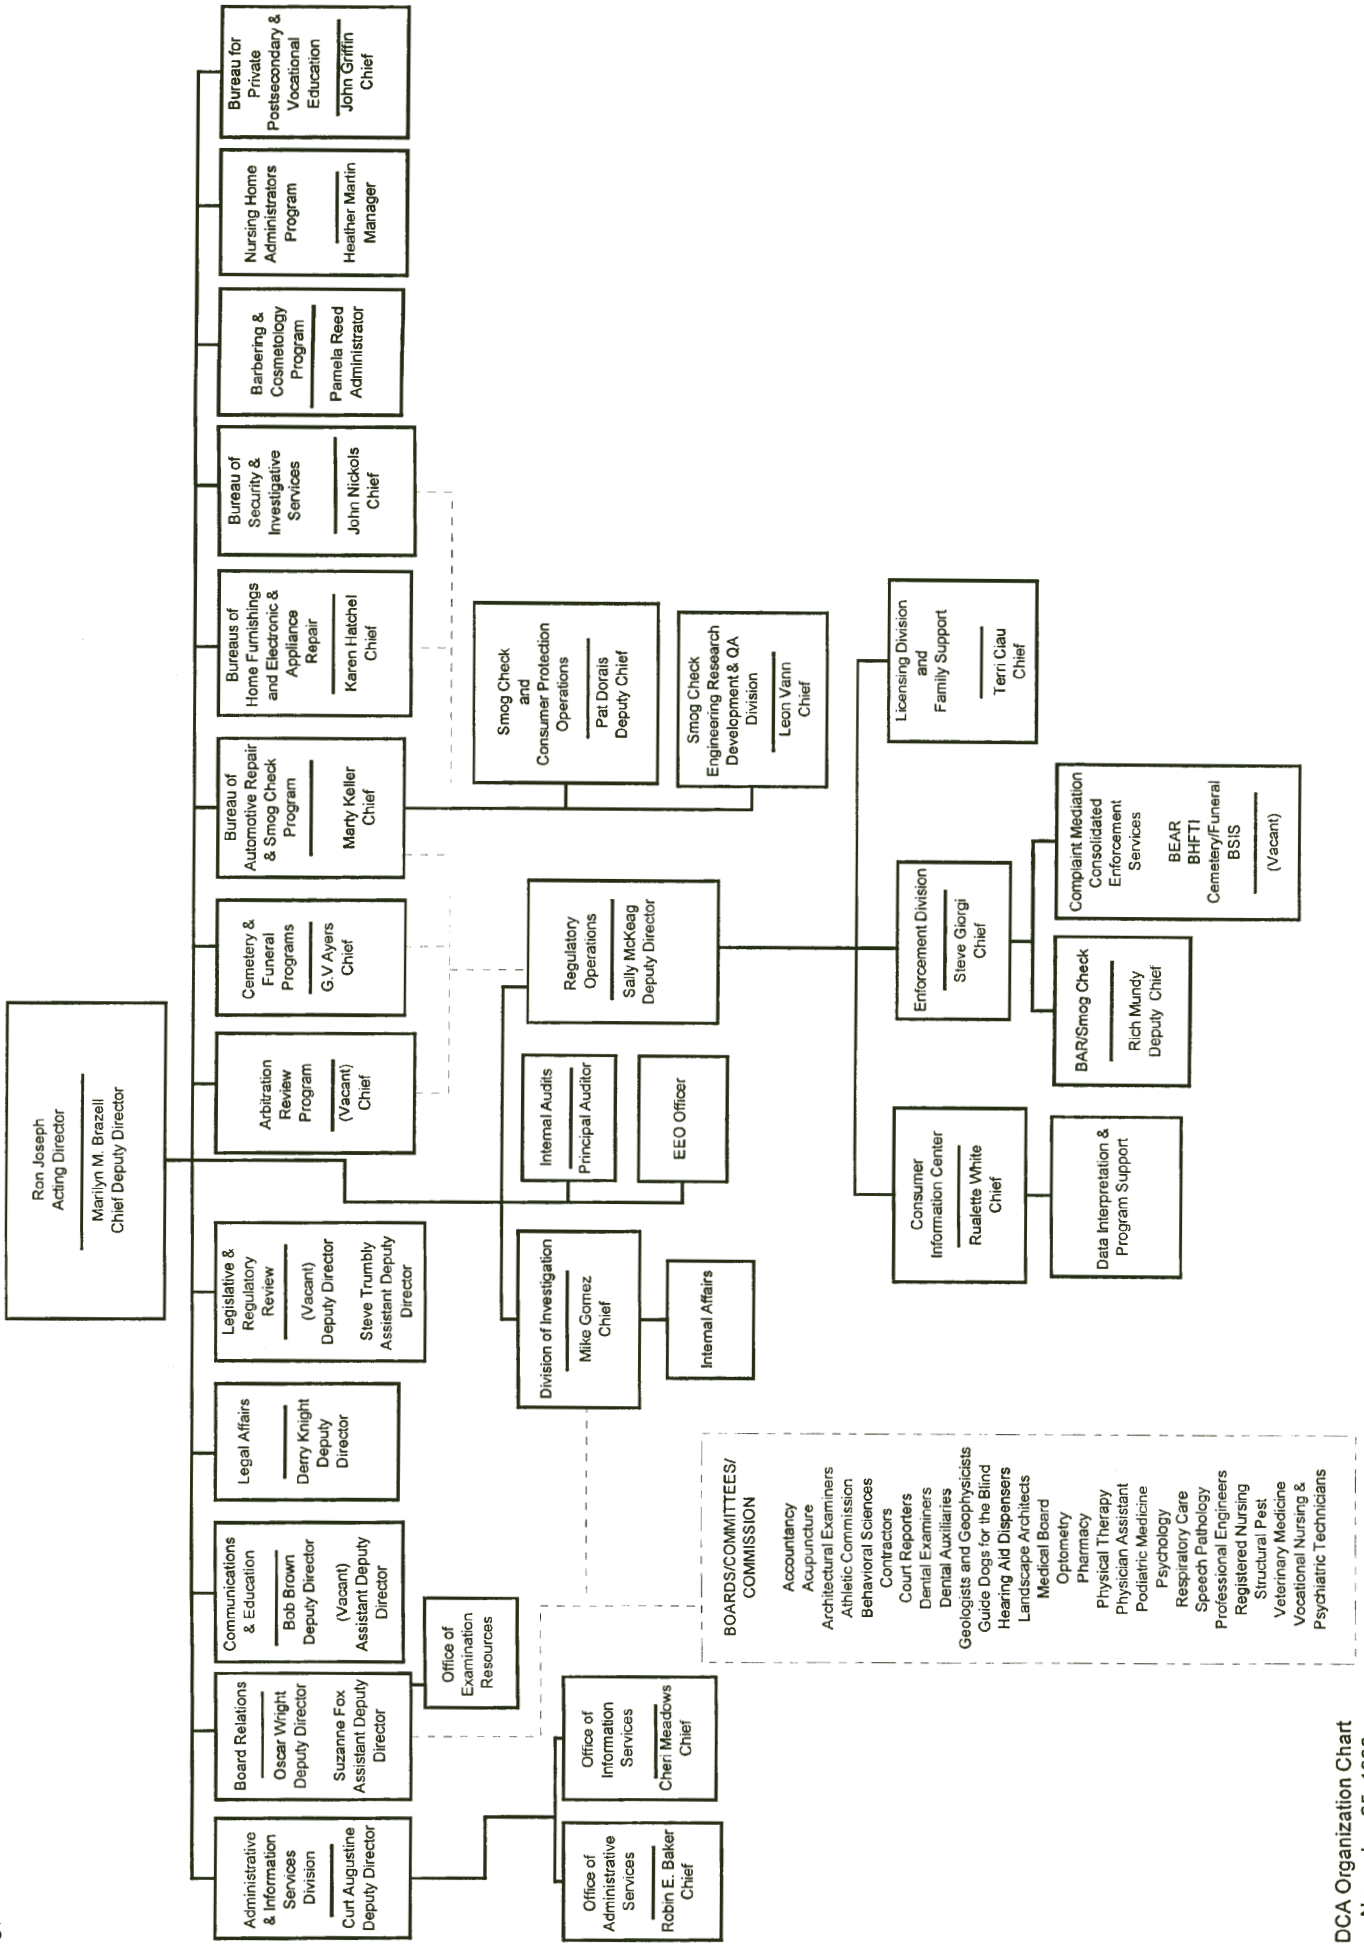 Ron Joseph
Acting Director
Marilyn M. Brazell
Chief Deputy Director
Administrative
& Information
Services
Division
Curt Augustine
Deputy Director
Board Relations
Oscar Wright
Deputy Director
Suzanne Fox
Assistant Deputy
Director
Communications
& Education
Bob Brown
Deputy Director
(Vacant)
Assistant Deputy
Director
Legal Affairs
Derry Knight
Deputy
Director
Legislative &
Regulatory
Review
(Vacant)
Deputy Director
Steve Trumbly
Assistant Deputy
Director
Arbitration
Review
Program
(Vacant)
Chief
Cemetery &
Funeral
Programs
G.V Ayers
Chief
Bureau of
Automotive Repair
& Smog Check
Program
Marty Keller
Chief
Bureaus of
Home Furnishings
and Electronic &
Appliance
Repair
Karen Hatchel
Chief
Bureau of
Security &
Investigative
Services
John Nickols
Chief
Barbering &
Cosmetology
Program
Pamela Reed
Administrator
Nursing Home
Administrators
Program
Heather Martin
Manager
Bureau for
Private
Postsecondary &
Vocational
Education
John Griffin
Chief
Office of
Examination
Resources
Office of
Administrative
Services
Robin E. Baker
Chief
Office of
Information
Services
Cheri Meadows
Chief
Division of Investigation
Mike Gomez
Chief
Internal Affairs
Internal Audits
Principal Auditor
EEO Officer
Regulatory
Operations
Sally McKeag
Deputy Director
Smog Check
and
Consumer Protection
Operations
Pat Dorais
Deputy Chief
Smog Check
Engineering Research
Development & QA
Division
Leon Vann
Chief
Consumer
Information Center
Rualette White
Chief
Data Interpretation &
Program Support
Enforcement Division
Steve Giorgi
Chief
BAR/Smog Check
Rich Mundy
Deputy Chief
Complaint Mediation
Consolidated
Enforcement
Services
BEAR
BHFTI
Cemetery/Funeral
BSIS
(Vacant)
Licensing Division
and
Family Support
Terri Ciau
Chief
BOARDS/COMMITTEES/
COMMISSION
Accountancy
Acupuncture
Architectural Examiners
Athletic Commission
Behavioral Sciences
Contractors
Court Reporters
Dental Examiners
Dental Auxiliaries
Geologists and Geophysicists
Guide Dogs for the Blind
Hearing Aid Dispensers
Landscape Architects
Medical Board
Optometry
Pharmacy
Physical Therapy
Physician Assistant
Podiatric Medicine
Psychology
Respiratory Care
Speech Pathology
Professional Engineers
Registered Nursing
Structural Pest
Veterinary Medicine
Vocational Nursing &
Psychiatric Technicians
DCA Organization Chart